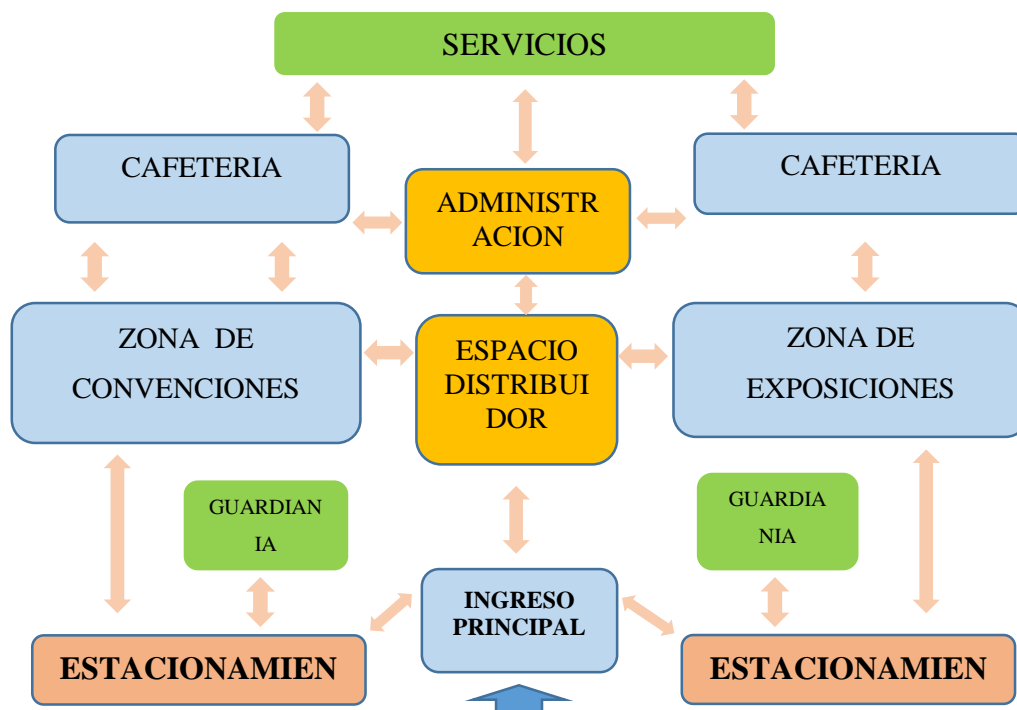 SERVICIOS
CAFETERIA
CAFETERIA
ADMINISTR
ACION
ZONA DE
CONVENCIONES
ESPACIO
DISTRIBUI
DOR
ZONA DE
EXPOSICIONES
GUARDIAN
IA
GUARDIA
NIA
INGRESO
PRINCIPAL
ESTACIONAMIEN
ESTACIONAMIEN